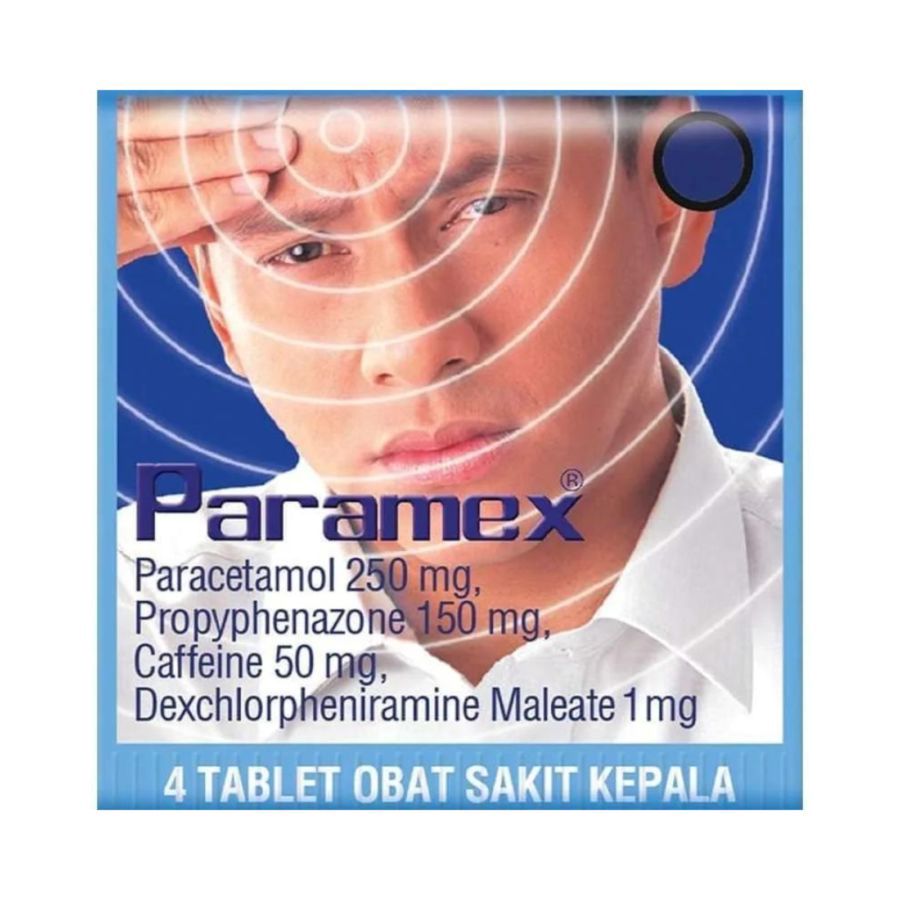 Paramex®
Paracetamol 250 mg,
Propyphenazone 150 mg,
Caffeine 50 mg,
Dexchlorpheniramine Maleate 1 mg
4 TABLET OBAT SAKIT KEPALA